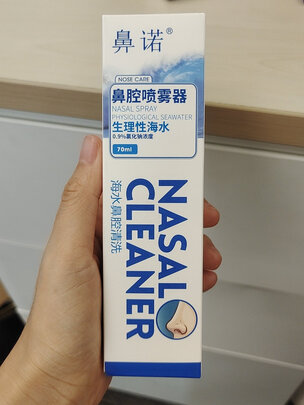 鼻诺®
NOSE CARE
鼻腔喷雾器
NASAL SPRAY
PHYSIOLOGICAL SEAWATER
生理性海水
0.9%氯化钠浓度
70ml
NASAL
CLEANER
海水鼻腔清洗